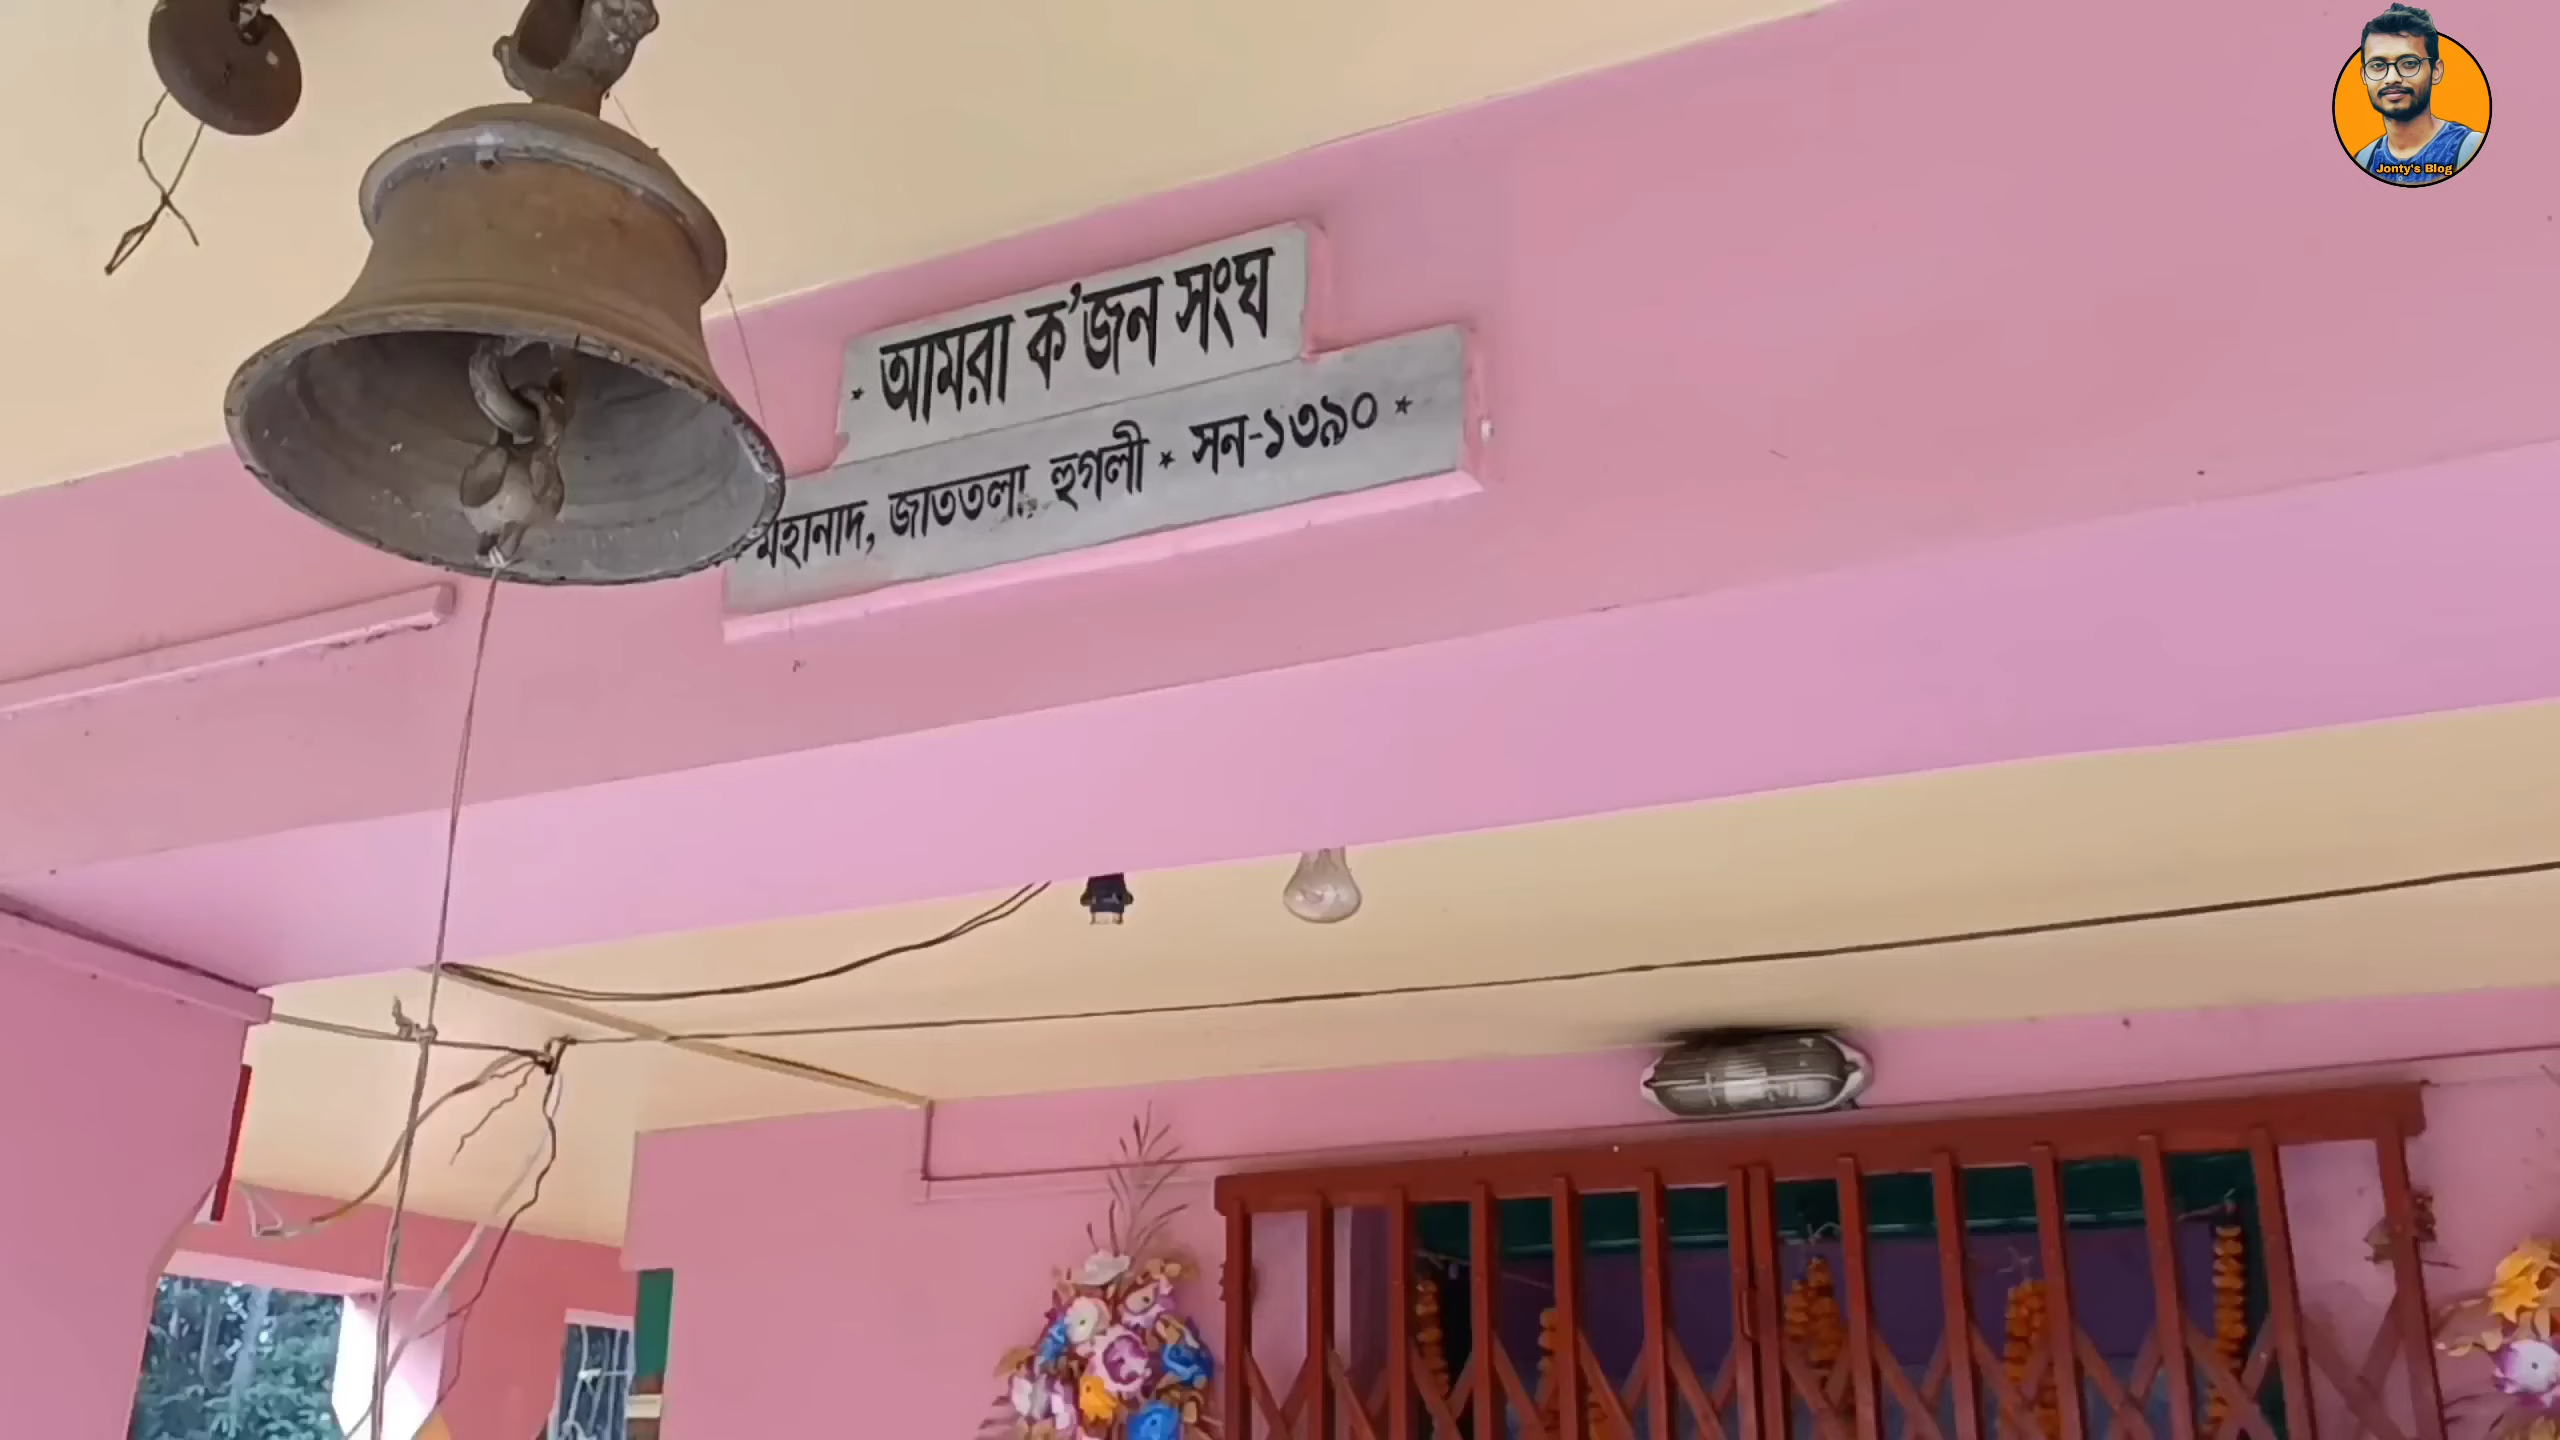 * আমরা ক'জন সংঘ
* মহানাদ, জাততলা, হুগলী * সন-১৩৯০ *
Jonty's Blog